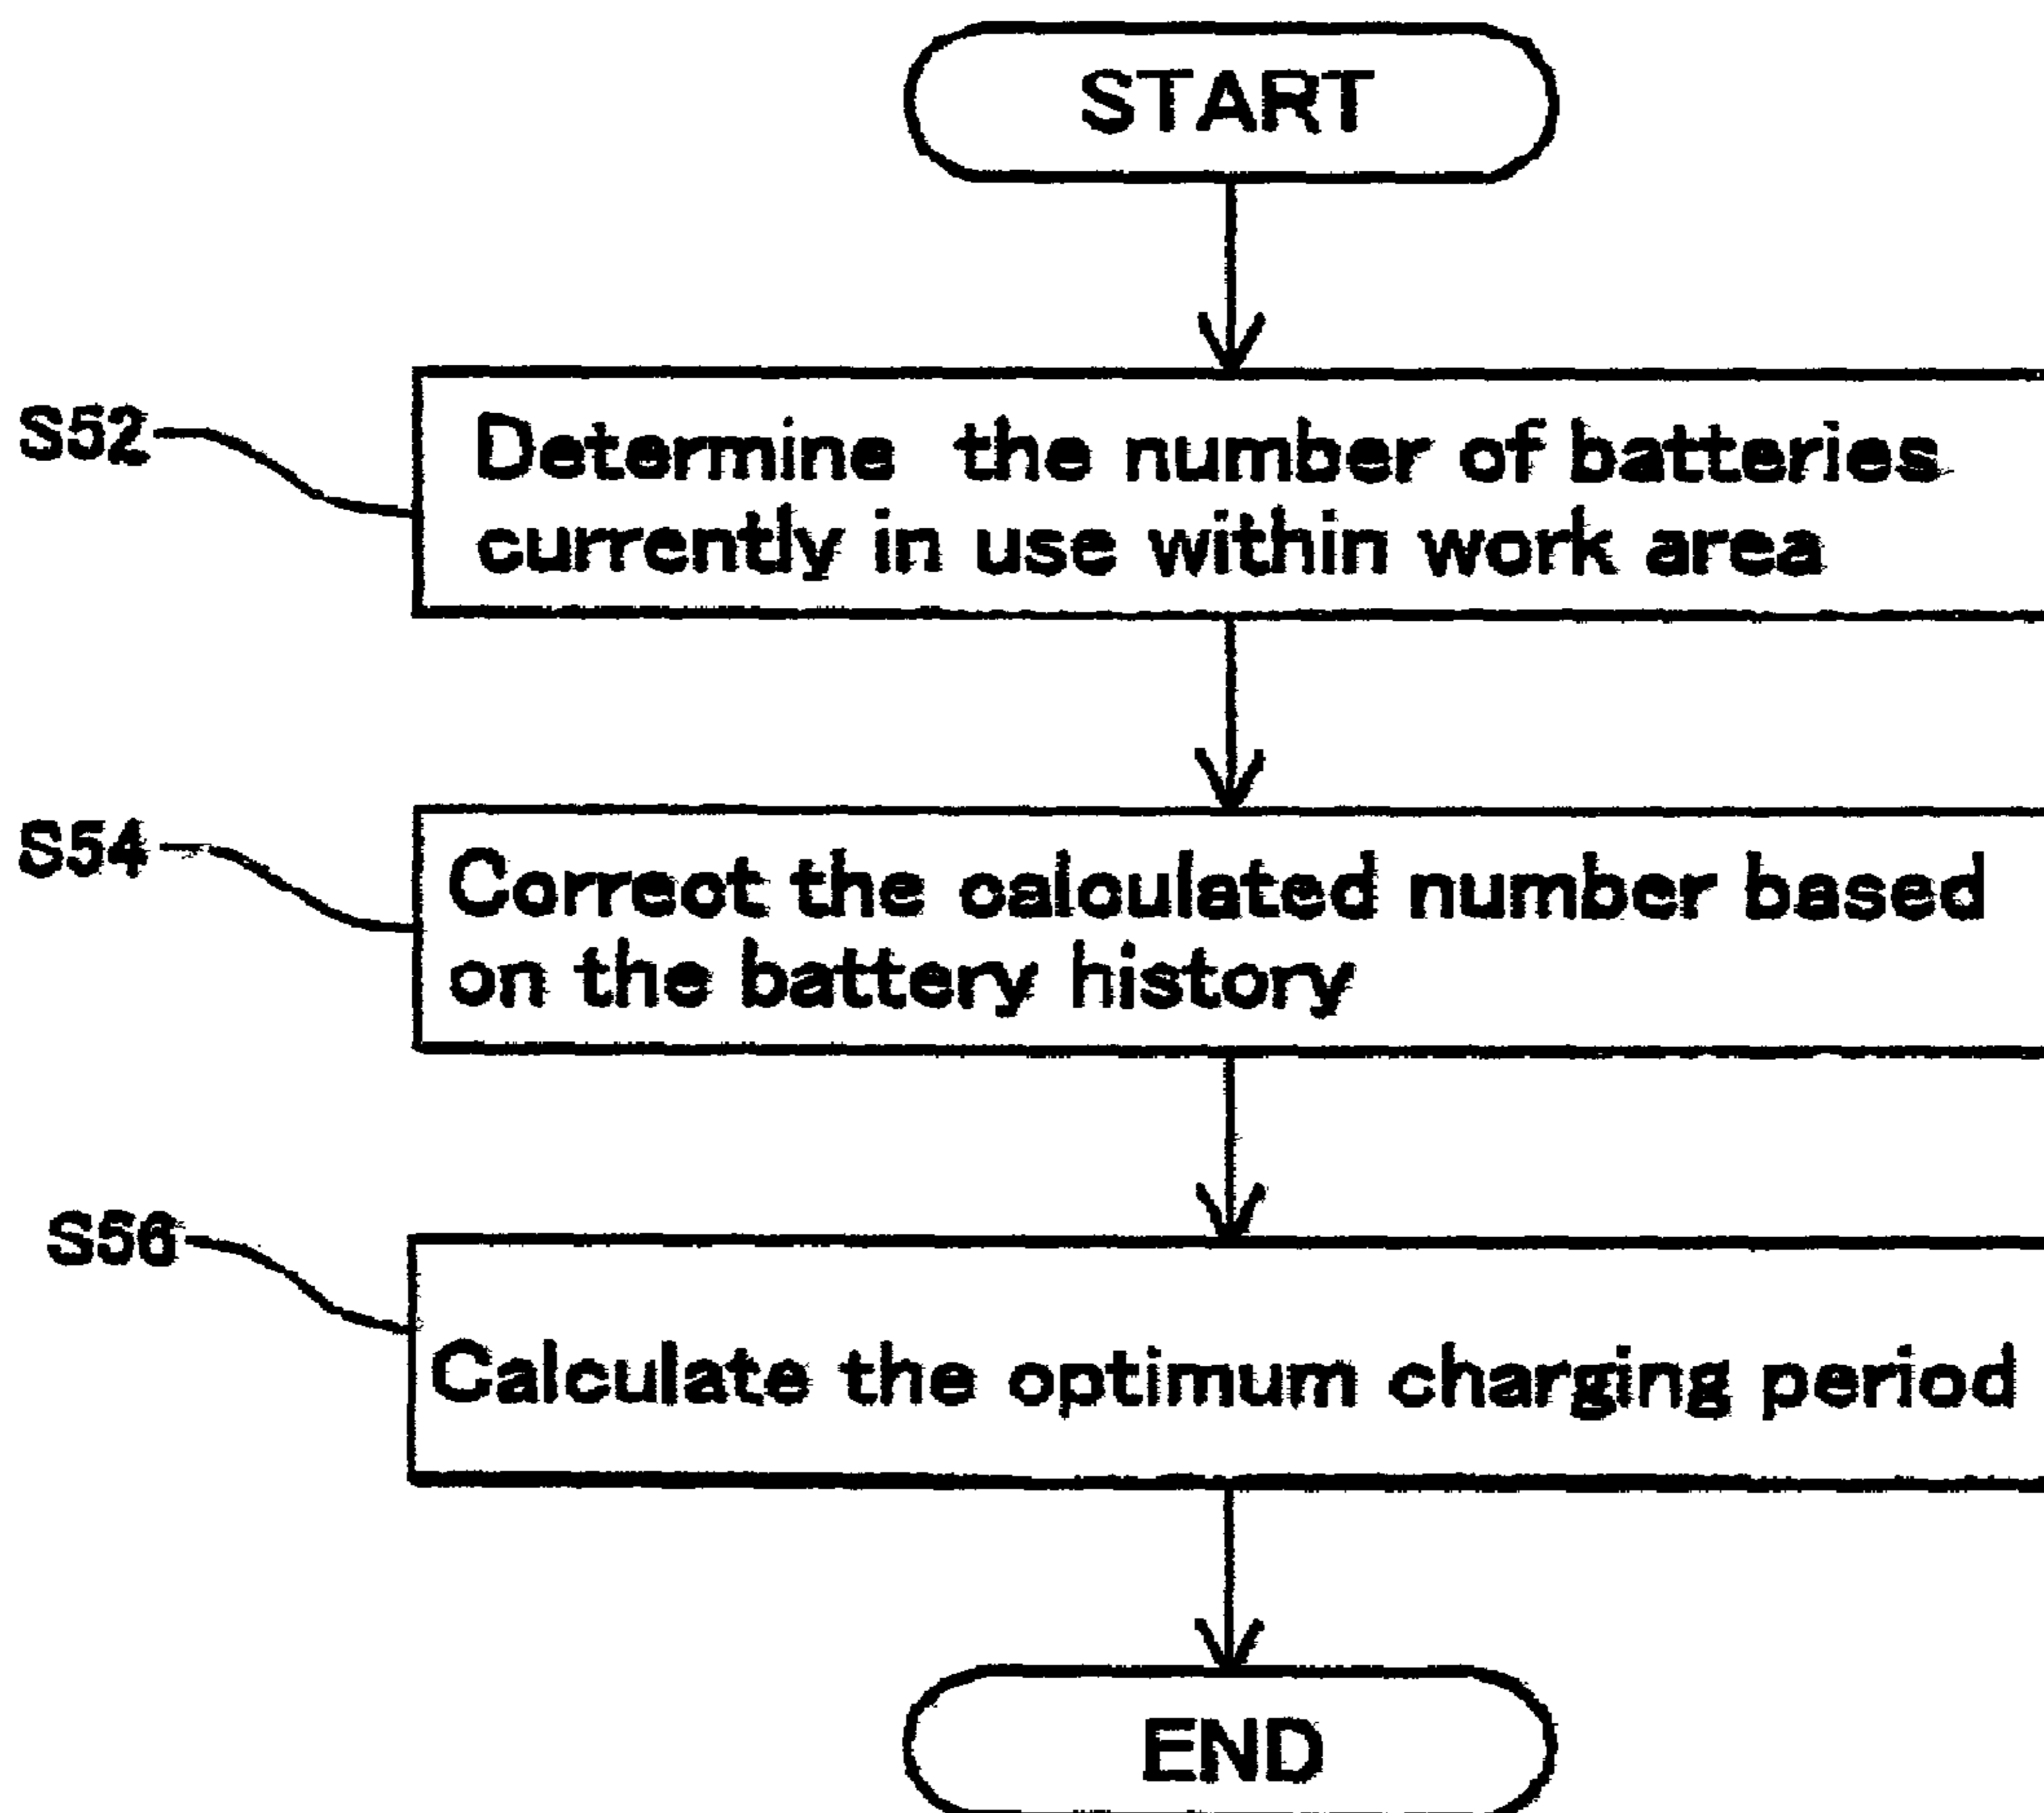 START
S52
Determine the number of batteries
currently in use within work area
S54
Correct the calculated number based
on the battery history
S56
Calculate the optimum charging period
END